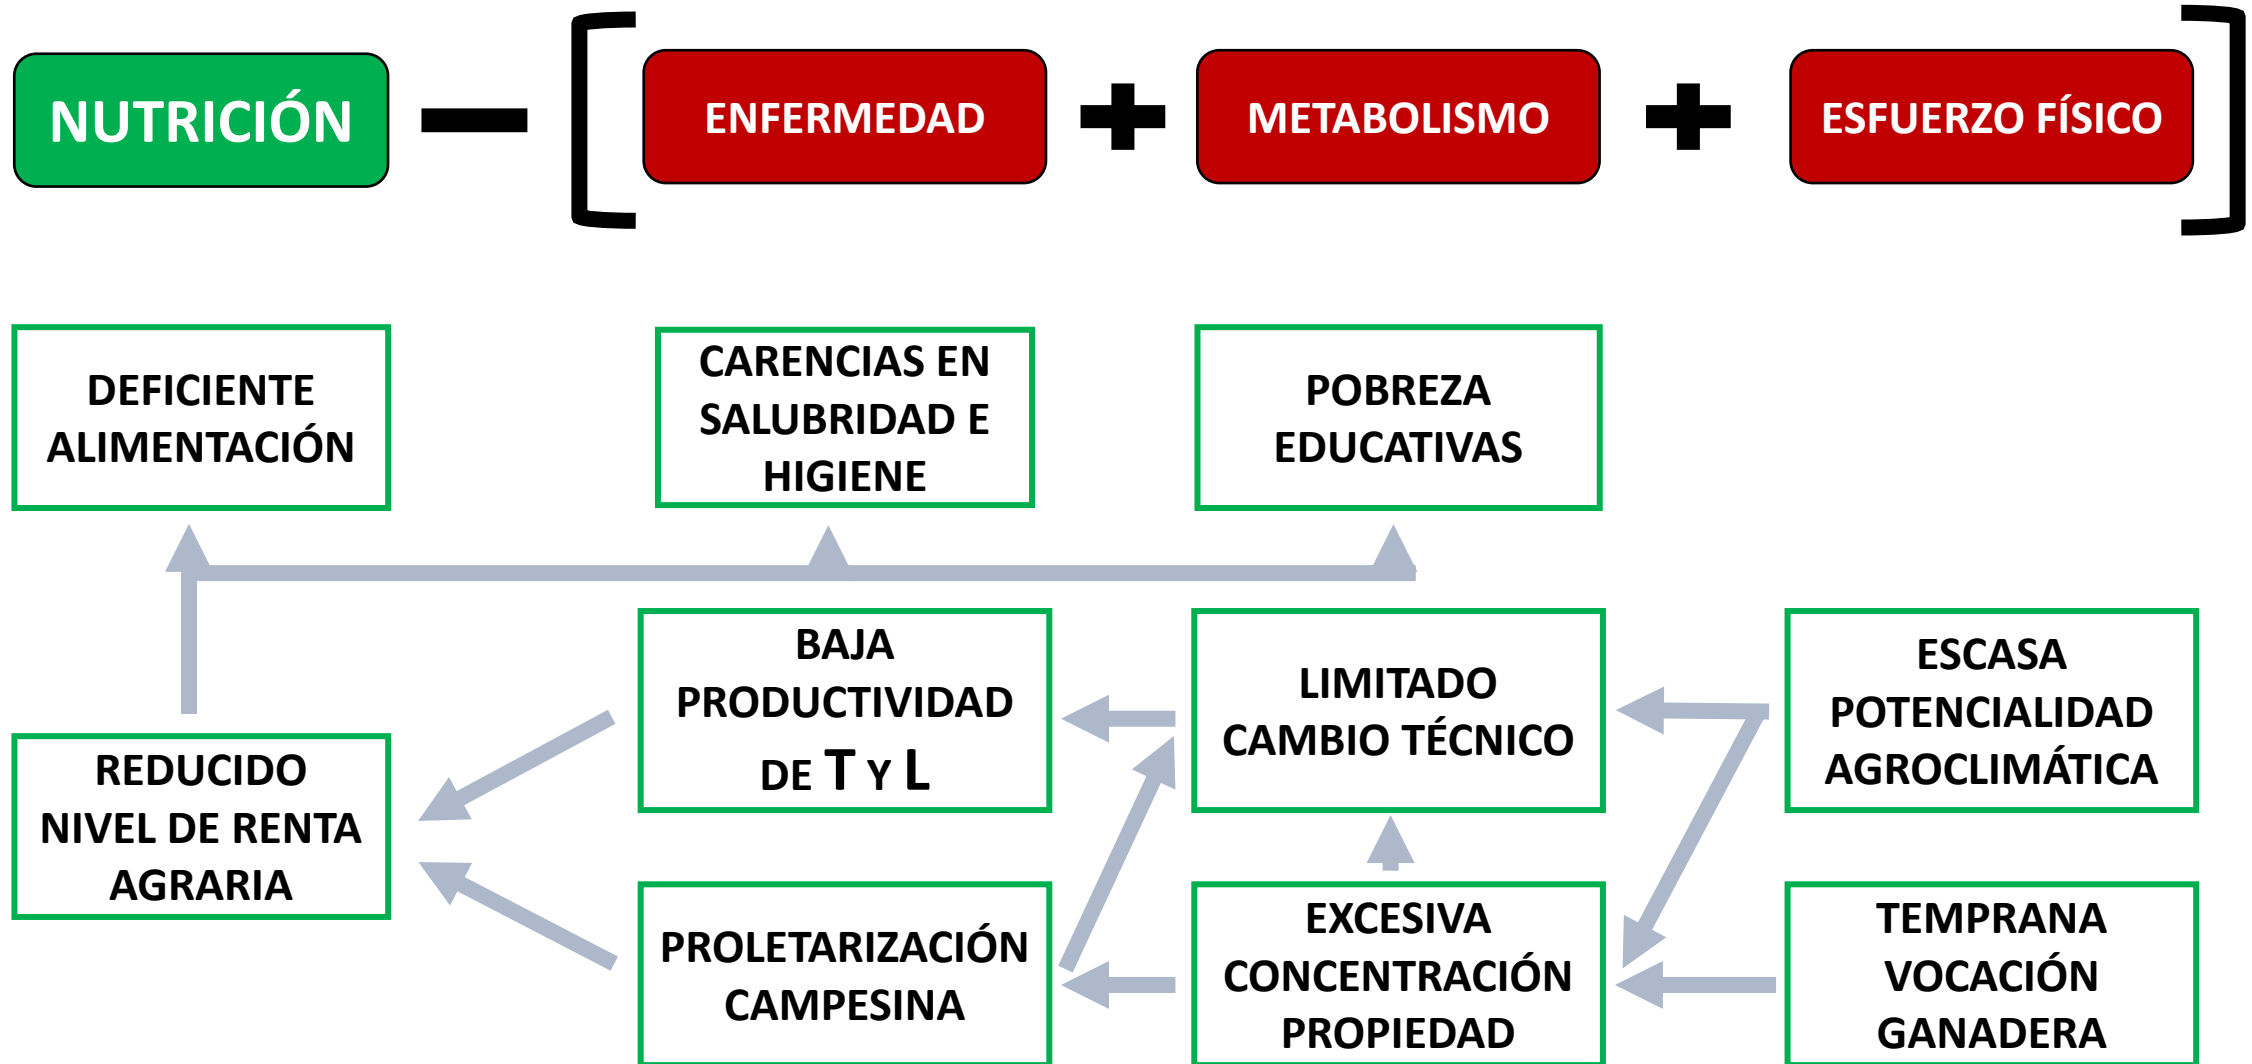 NUTRICIÓN
ENFERMEDAD
METABOLISMO
ESFUERZO FÍSICO
DEFICIENTE
ALIMENTACIÓN
CARENCIAS EN
SALUBRIDAD E
HIGIENE
POBREZA
EDUCATIVAS
REDUCIDO
NIVEL DE RENTA
AGRARIA
BAJA
PRODUCTIVIDAD
DE T Y L
LIMITADO
CAMBIO TÉCNICO
ESCASA
POTENCIALIDAD
AGROCLIMÁTICA
PROLETARIZACIÓN
CAMPESINA
EXCESIVA
CONCENTRACIÓN
PROPIEDAD
TEMPRANA
VOCACIÓN
GANADERA